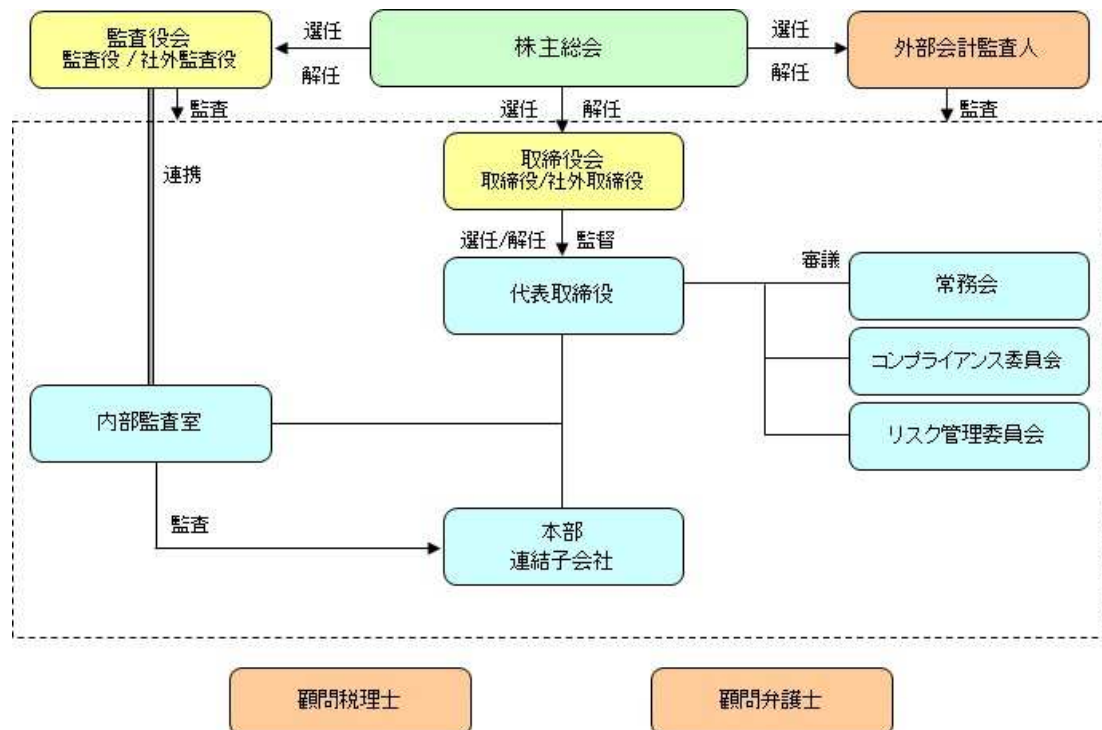 監査役会
監査役 / 社外監査役
選任
解任
株主総会
選任
解任
外部会計監査人
監査
選任
解任
監査
取締役会
取締役/社外取締役
連携
選任/解任
監督
代表取締役
審議
常務会
コンプライアンス委員会
内部監査室
リスク管理委員会
監査
本部
連結子会社
顧問税理士
顧問弁護士